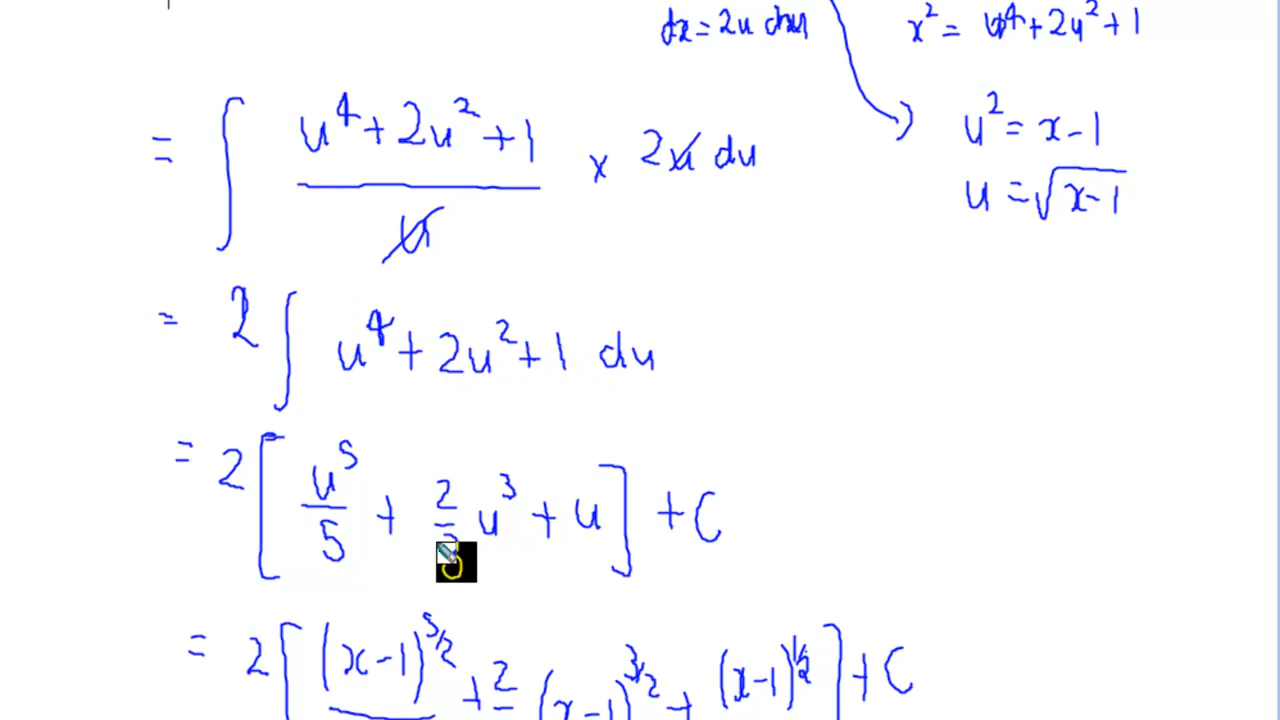 dx = 2u du    x² = u⁴ + 2u² + 1
= ∫ (u⁴ + 2u² + 1)/u × 2u du    u² = x - 1
u = √(x-1)
= 2 ∫ u⁴ + 2u² + 1 du
= 2 [ u⁵/5 + 2/3 u³ + u ] + C
= 2 [ (x-1)^5/2 + 2 (x-1)^3/2 + (x-1)^1/2 ] + C